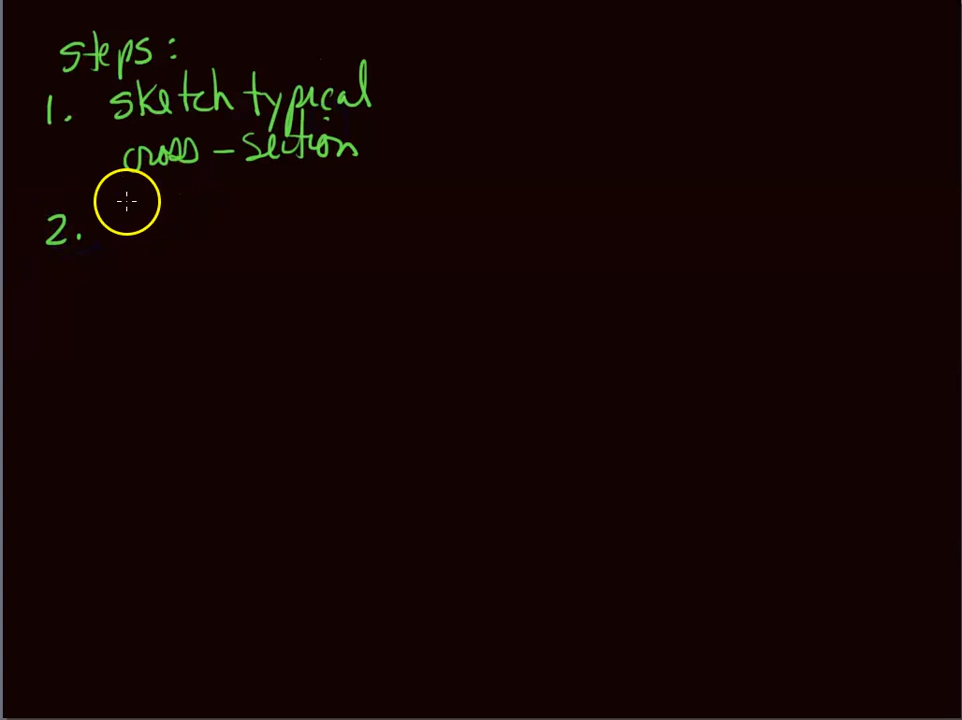 steps:
1. sketch typical
cross-section
2.